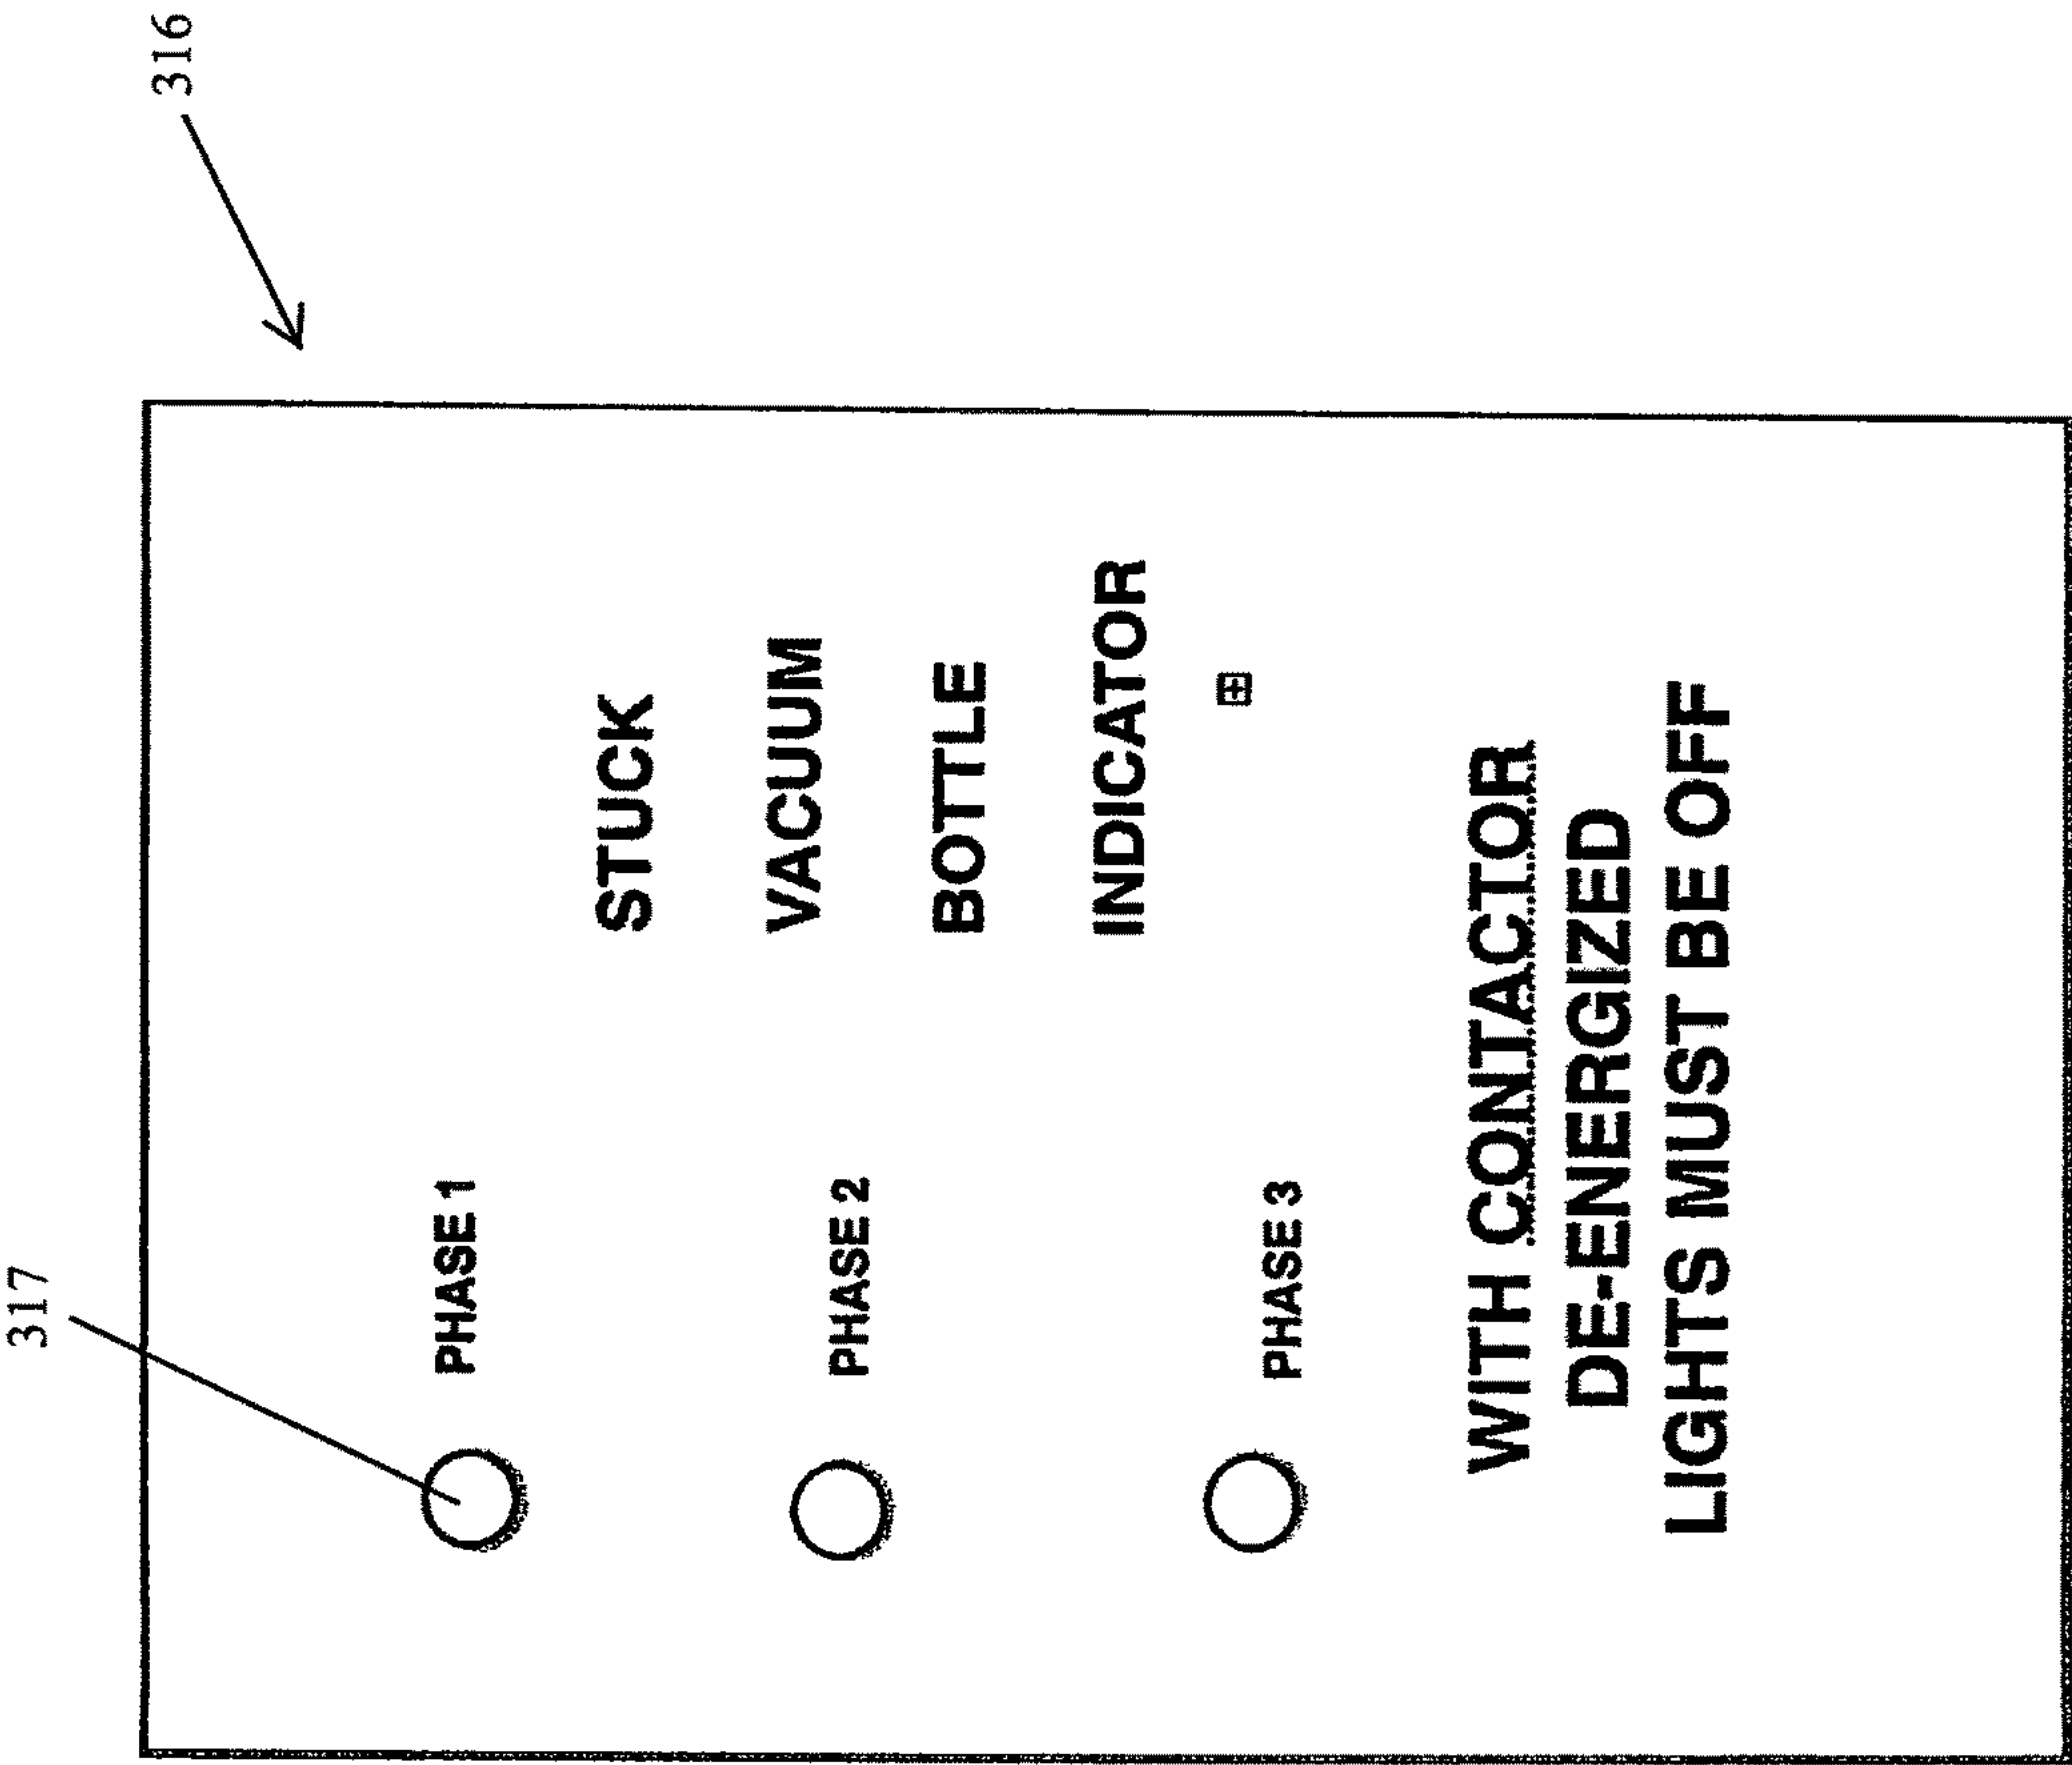 316
317
PHASE 1
STUCK
VACUUM
PHASE 2
BOTTLE
INDICATOR
PHASE 3
WITH CONTACTOR
DE-ENERGIZED
LIGHTS MUST BE OFF